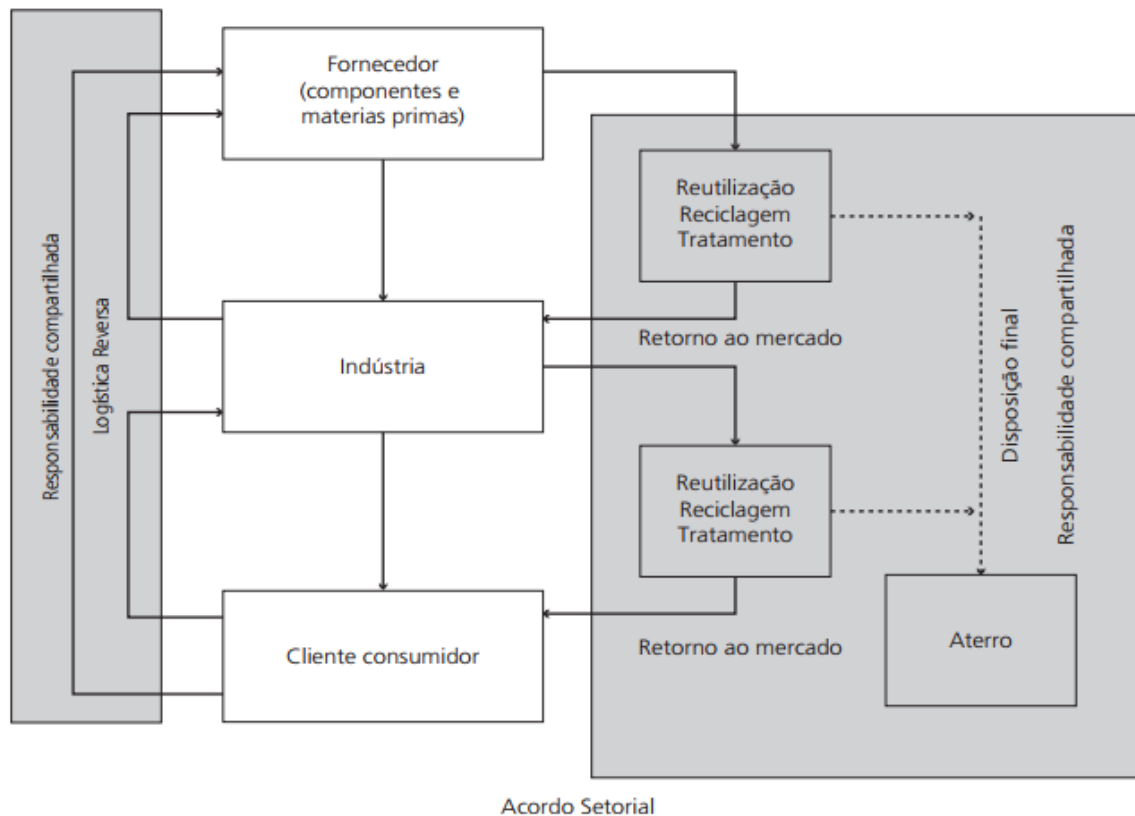 Responsabilidade compartilhada
Logística Reversa
Fornecedor
(componentes e
materias primas)
Reutilização
Reciclagem
Tratamento
Retorno ao mercado
Indústria
Reutilização
Reciclagem
Tratamento
Retorno ao mercado
Cliente consumidor
Disposição final
Responsabilidade compartilhada
Aterro
Acordo Setorial